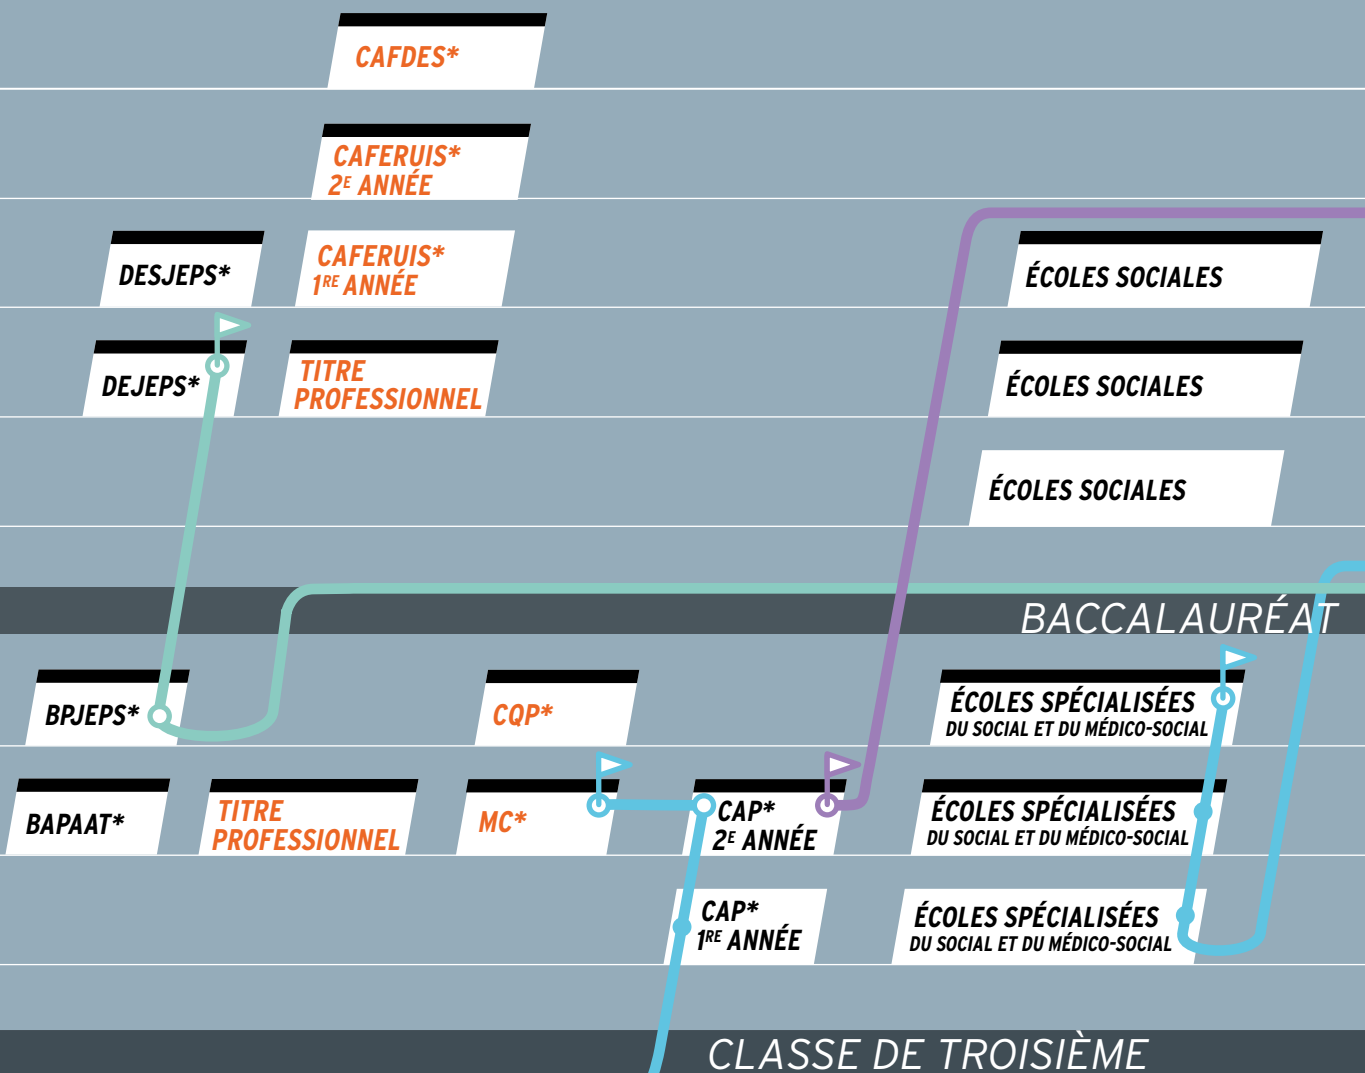 CAFDES*
CAFERUIS*
2E ANNÉE
DESJEPS*
CAFERUIS*
1RE ANNÉE
ÉCOLES SOCIALES
DEJEPS*
TITRE
PROFESSIONNEL
ÉCOLES SOCIALES
ÉCOLES SOCIALES
BACCALAURÉAT
BPJEPS*
CQP*
ÉCOLES SPÉCIALISÉES
DU SOCIAL ET DU MÉDICO-SOCIAL
BAPAAT*
TITRE
PROFESSIONNEL
MC*
CAP*
2E ANNÉE
ÉCOLES SPÉCIALISÉES
DU SOCIAL ET DU MÉDICO-SOCIAL
CAP*
1RE ANNÉE
ÉCOLES SPÉCIALISÉES
DU SOCIAL ET DU MÉDICO-SOCIAL
CLASSE DE TROISIÈME